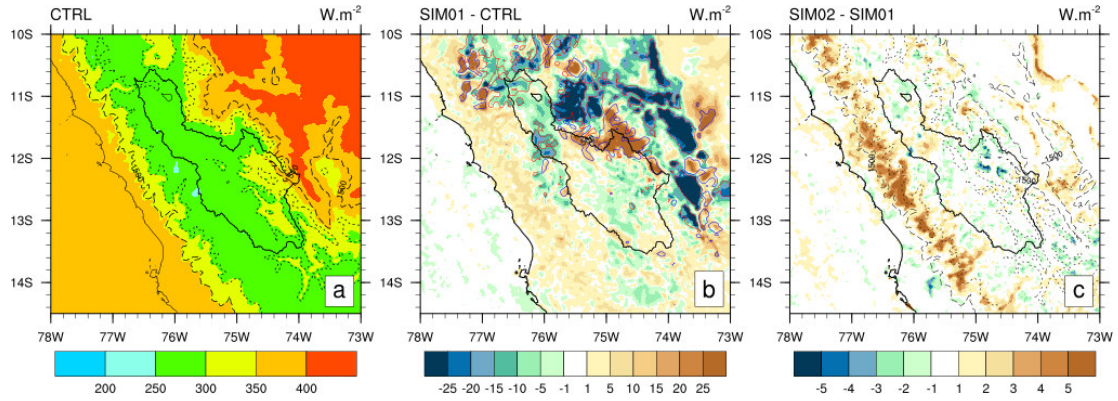 CTRL W.m⁻² SIM01 - CTRL W.m⁻² SIM02 - SIM01 W.m⁻²
10S 10S 10S
11S 11S 11S
12S 12S 12S
13S 13S 13S
14S 14S 14S
1500 1500 1500 1500 1500
a b c
78W 77W 76W 75W 74W 73W 78W 77W 76W 75W 74W 73W 78W 77W 76W 75W 74W 73W
200 250 300 350 400 -25 -20 -15 -10 -5 -1 1 5 10 15 20 25 -5 -4 -3 -2 -1 1 2 3 4 5